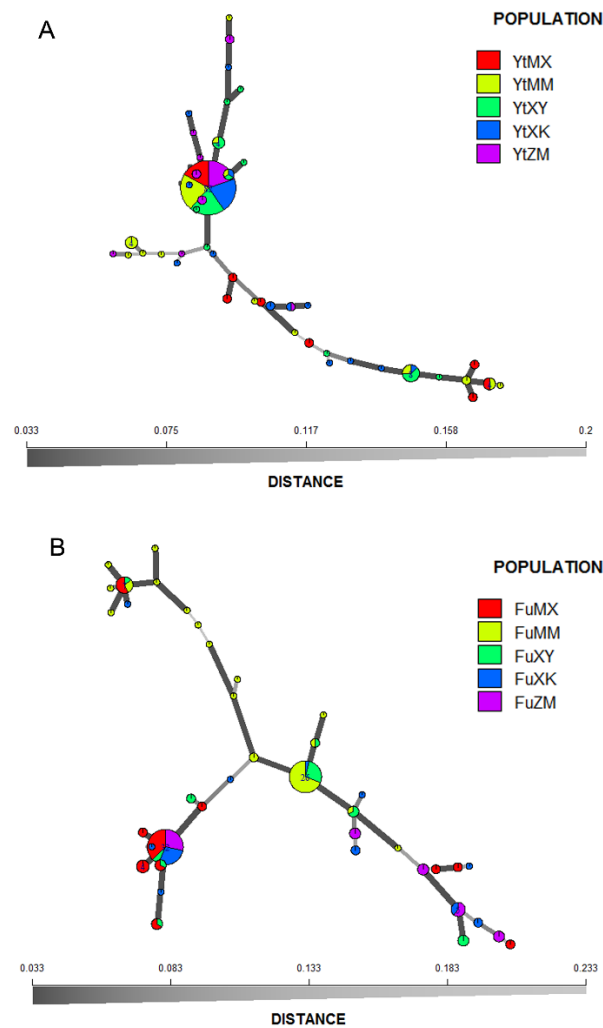 A
POPULATION
YtMX
YtMM
YtXY
YtXK
YtZM
0.033 0.075 0.117 0.158 0.2
DISTANCE
B
POPULATION
FuMX
FuMM
FuXY
FuXK
FuZM
0.033 0.083 0.133 0.183 0.233
DISTANCE